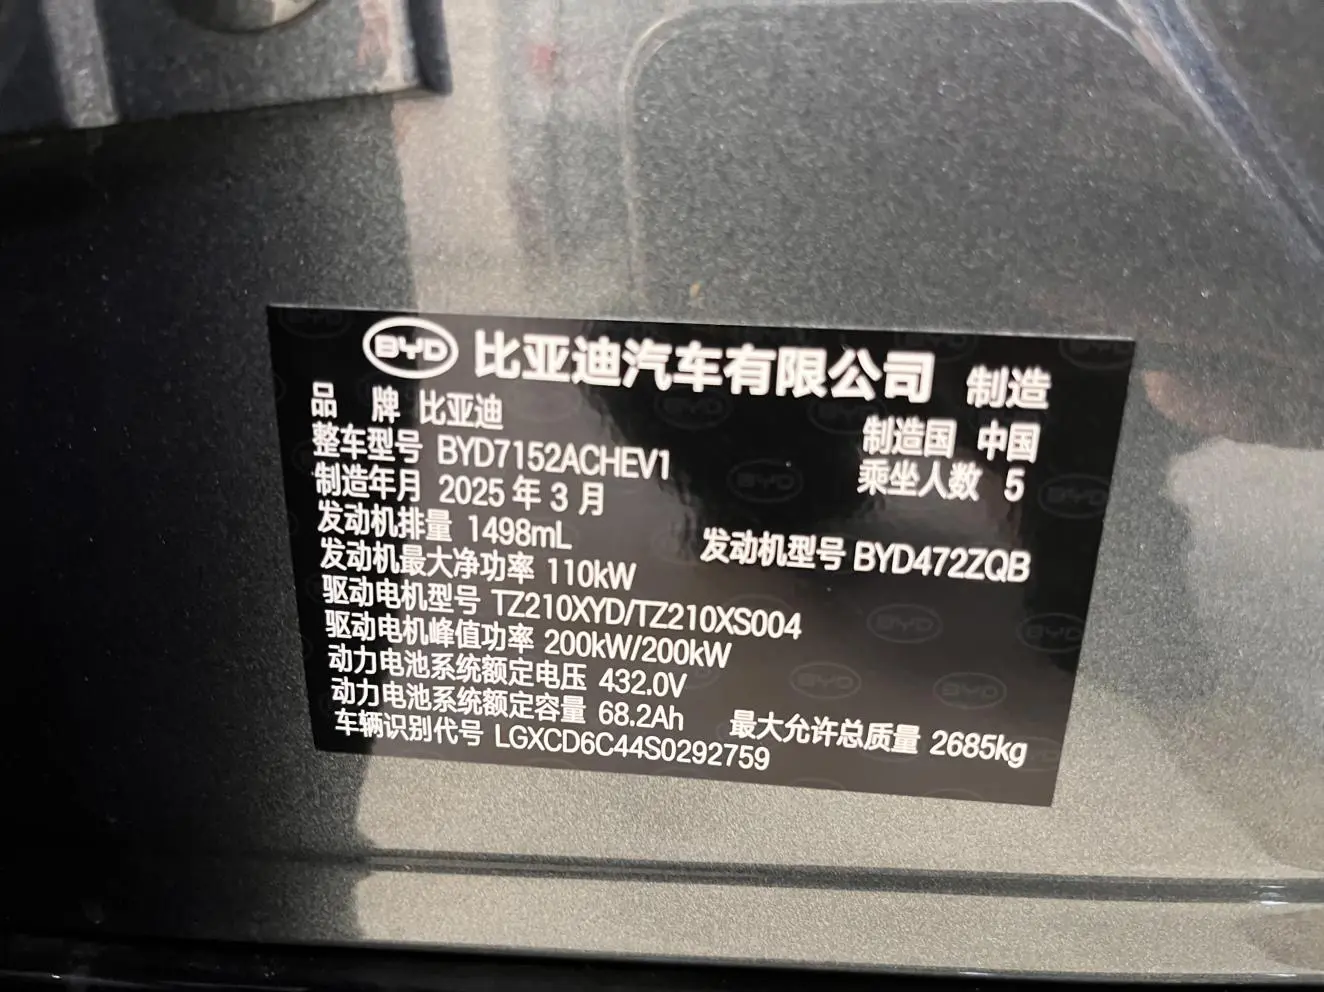 BYD 比亚迪汽车有限公司 制造
品 牌 比亚迪 制造国 中国
整车型号 BYD7152ACHEV1 乘坐人数 5
制造年月 2025 年 3 月
发动机排量 1498mL 发动机型号 BYD472ZQB
发动机最大净功率 110kW
驱动电机型号 TZ210XYD/TZ210XS004
驱动电机峰值功率 200kW/200kW
动力电池系统额定电压 432.0V
动力电池系统额定容量 68.2Ah 最大允许总质量 2685kg
车辆识别代号 LGXCD6C44S0292759